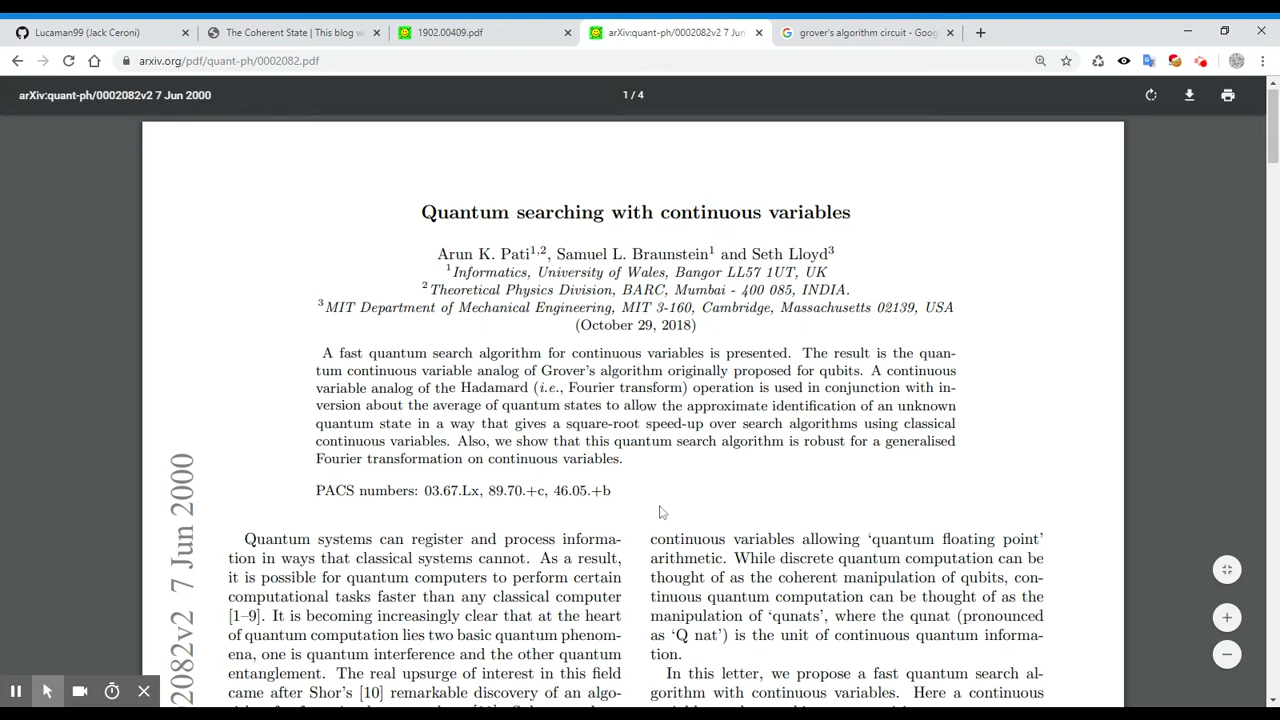 Lucaman99 (Jack Ceroni)
The Coherent State | This blog wi
1902.00409.pdf
arXiv:quant-ph/0002082v2 7 Jun
grover's algorithm circuit - Goog
arxiv.org/pdf/quant-ph/0002082.pdf
arXiv:quant-ph/0002082v2 7 Jun 2000
1 / 4
Quantum searching with continuous variables
Arun K. Pati1,2, Samuel L. Braunstein1 and Seth Lloyd3
1Informatics, University of Wales, Bangor LL57 1UT, UK
2Theoretical Physics Division, BARC, Mumbai - 400 085, INDIA.
3MIT Department of Mechanical Engineering, MIT 3-160, Cambridge, Massachusetts 02139, USA
(October 29, 2018)
A fast quantum search algorithm for continuous variables is presented. The result is the quan-
tum continuous variable analog of Grover's algorithm originally proposed for qubits. A continuous
variable analog of the Hadamard (i.e., Fourier transform) operation is used in conjunction with in-
version about the average of quantum states to allow the approximate identification of an unknown
quantum state in a way that gives a square-root speed-up over search algorithms using classical
continuous variables. Also, we show that this quantum search algorithm is robust for a generalised
Fourier transformation on continuous variables.
PACS numbers: 03.67.Lx, 89.70.+c, 46.05.+b
2082v2 7 Jun 2000
Quantum systems can register and process informa-
tion in ways that classical systems cannot. As a result,
it is possible for quantum computers to perform certain
computational tasks faster than any classical computer
[1–9]. It is becoming increasingly clear that at the heart
of quantum computation lies two basic quantum phenom-
ena, one is quantum interference and the other quantum
entanglement. The real upsurge of interest in this field
came after Shor's [10] remarkable discovery of an algo-
continuous variables allowing 'quantum floating point'
arithmetic. While discrete quantum computation can be
thought of as the coherent manipulation of qubits, con-
tinuous quantum computation can be thought of as the
manipulation of 'qunats', where the qunat (pronounced
as 'Q nat') is the unit of continuous quantum informa-
tion.
In this letter, we propose a fast quantum search al-
gorithm with continuous variables. Here a continuous